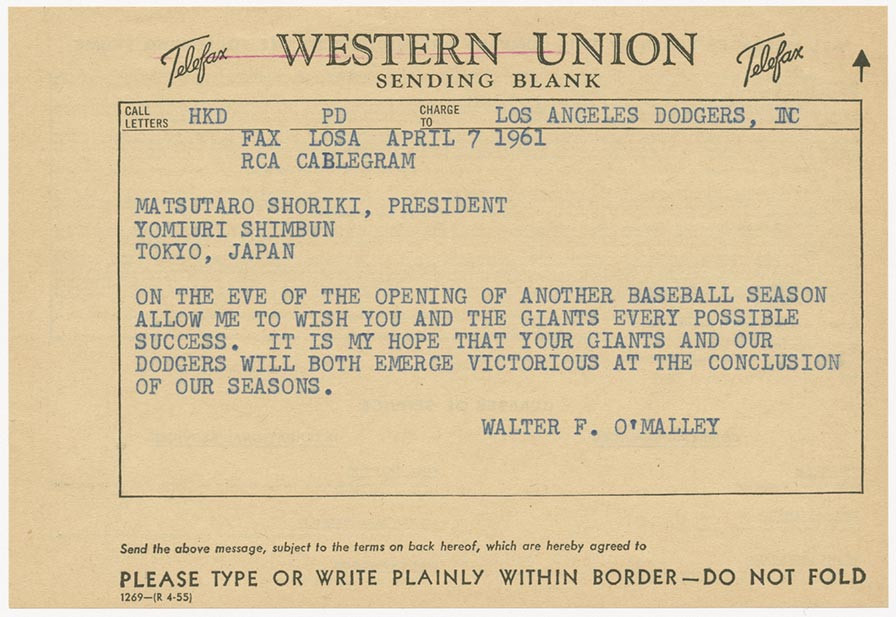 Telefax WESTERN UNION Telefax
SENDING BLANK
CALL LETTERS HKD PD CHARGE TO LOS ANGELES DODGERS, INC
FAX LOSA APRIL 7 1961
RCA CABLEGRAM
MATSUTARO SHORIKI, PRESIDENT
YOMIURI SHIMBUN
TOKYO, JAPAN
ON THE EVE OF THE OPENING OF ANOTHER BASEBALL SEASON
ALLOW ME TO WISH YOU AND THE GIANTS EVERY POSSIBLE
SUCCESS. IT IS MY HOPE THAT YOUR GIANTS AND OUR
DODGERS WILL BOTH EMERGE VICTORIOUS AT THE CONCLUSION
OF OUR SEASONS.
WALTER F. O'MALLEY
Send the above message, subject to the terms on back hereof, which are hereby agreed to
PLEASE TYPE OR WRITE PLAINLY WITHIN BORDER—DO NOT FOLD
1269—(R 4-55)